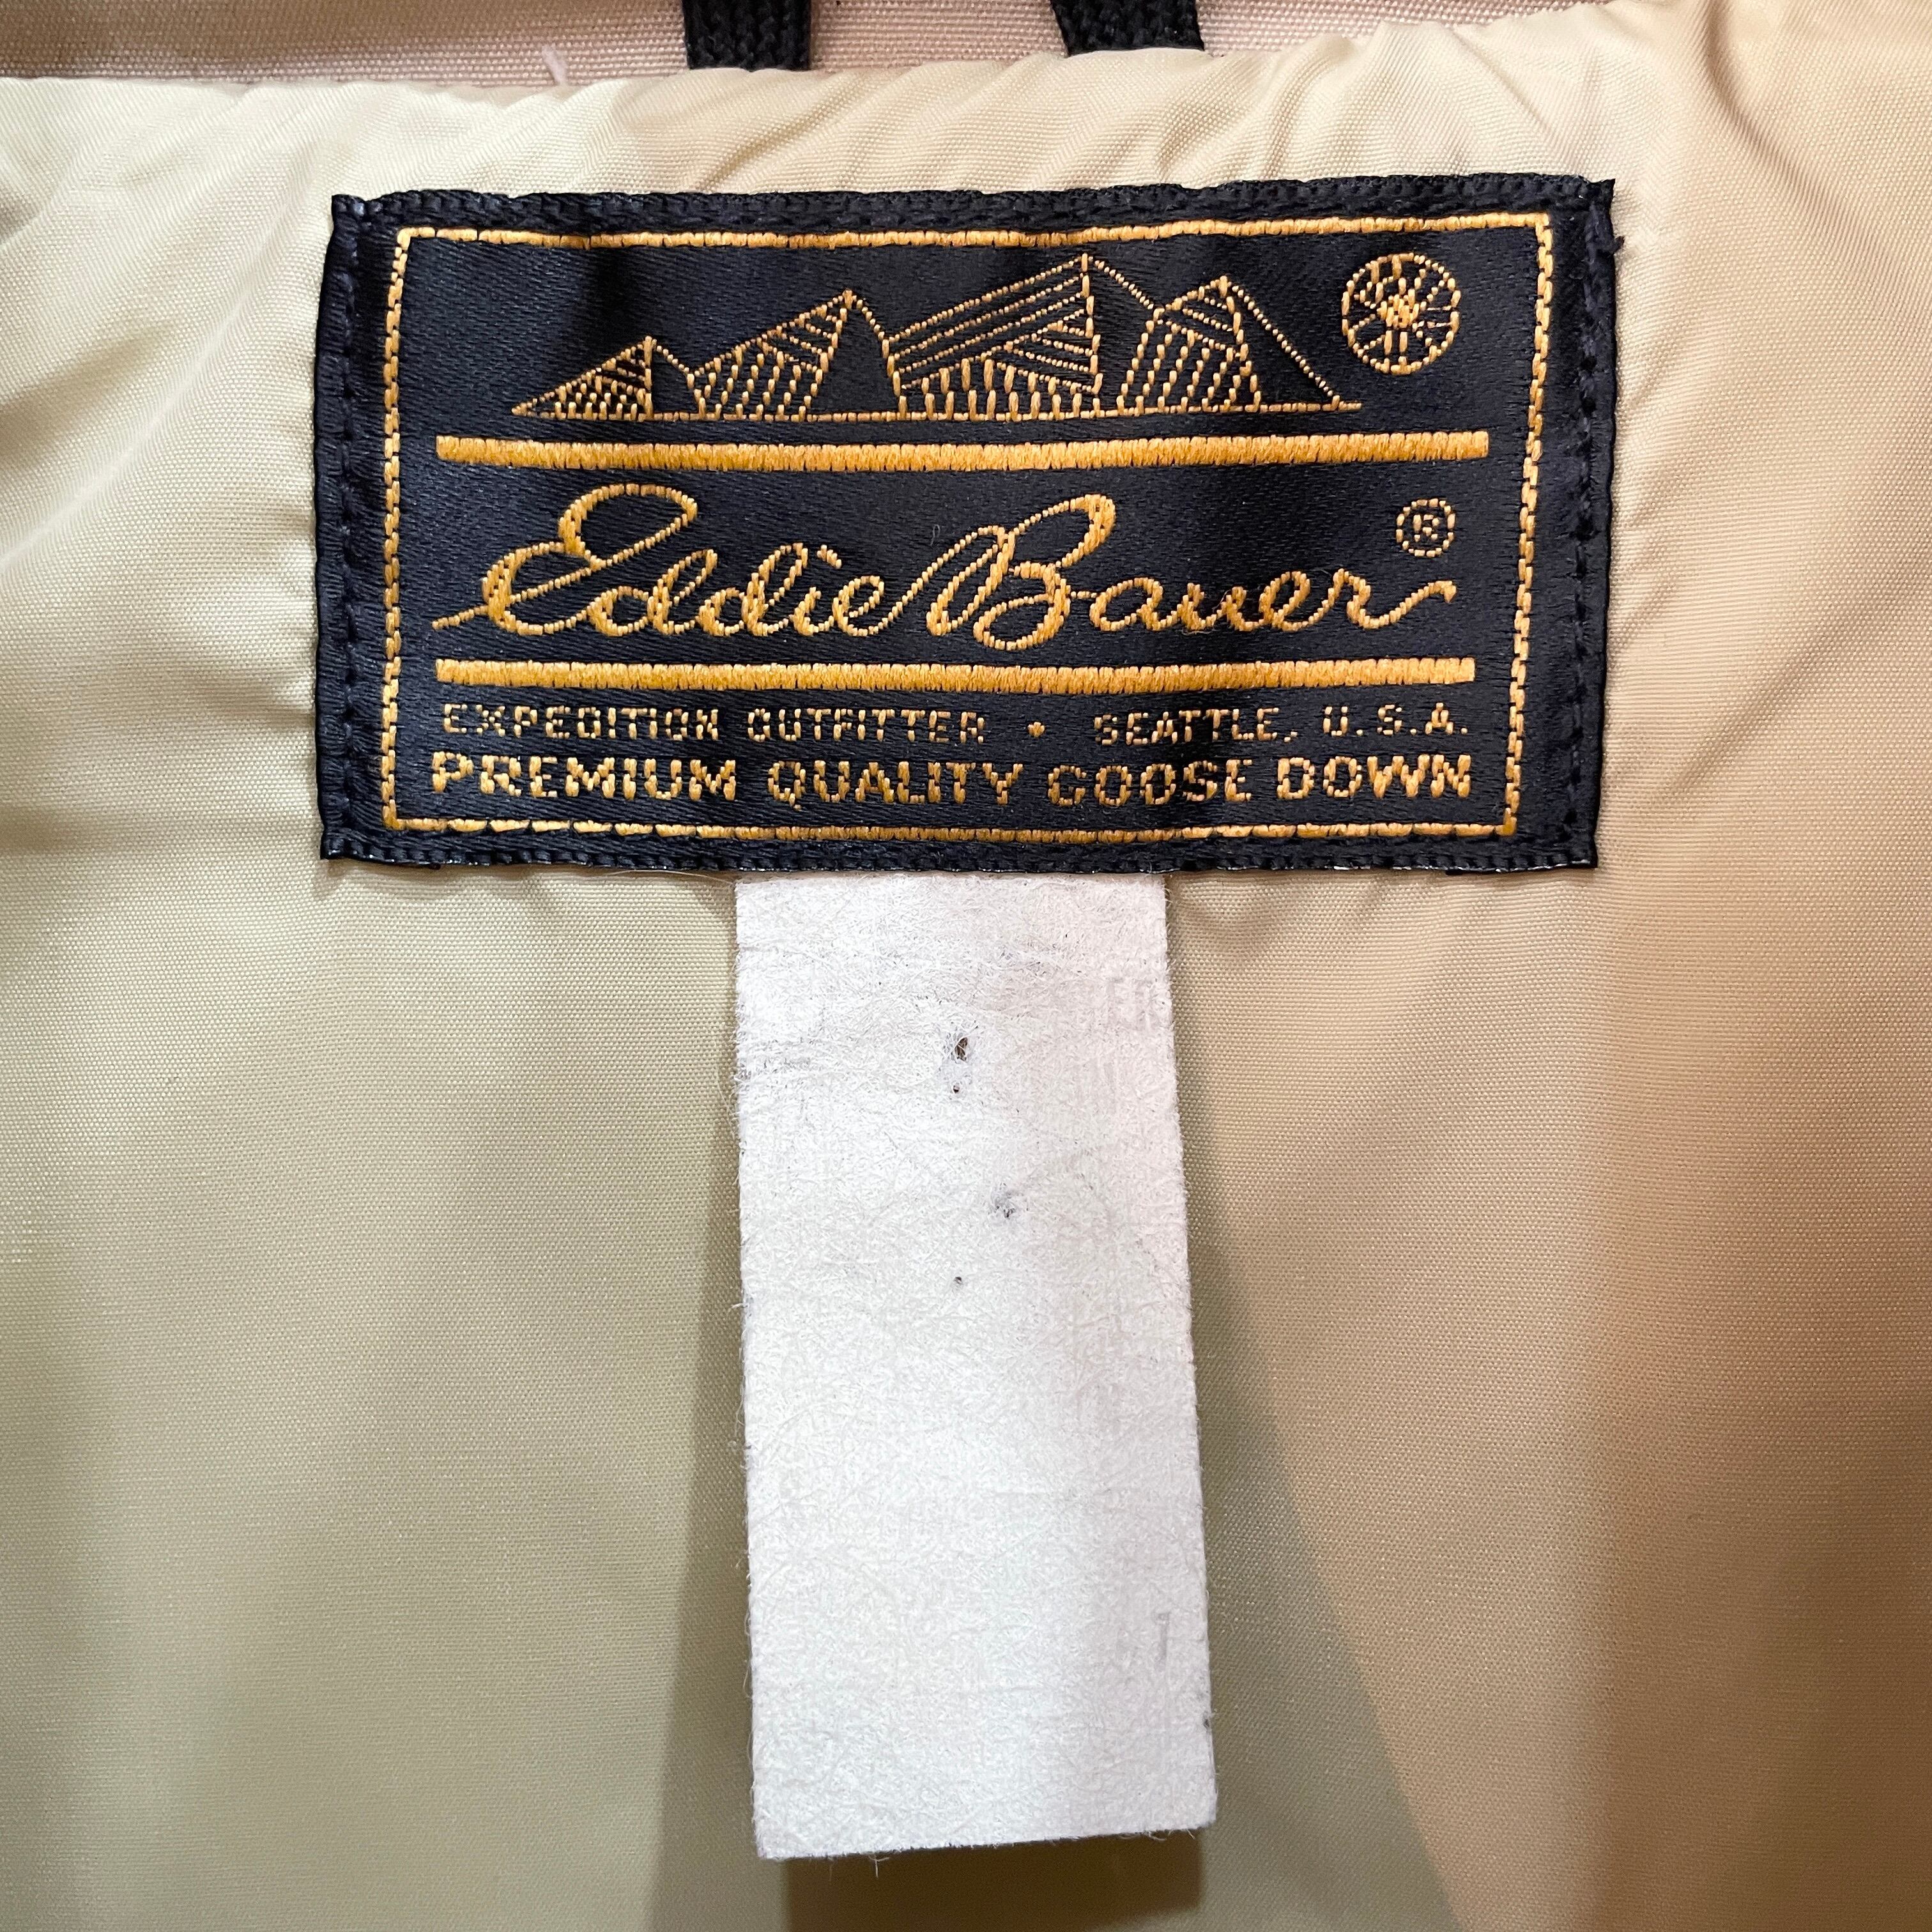 Eddie Bauer ®
EXPEDITION OUTFITTER • SEATTLE, U.S.A.
PREMIUM QUALITY GOOSE DOWN